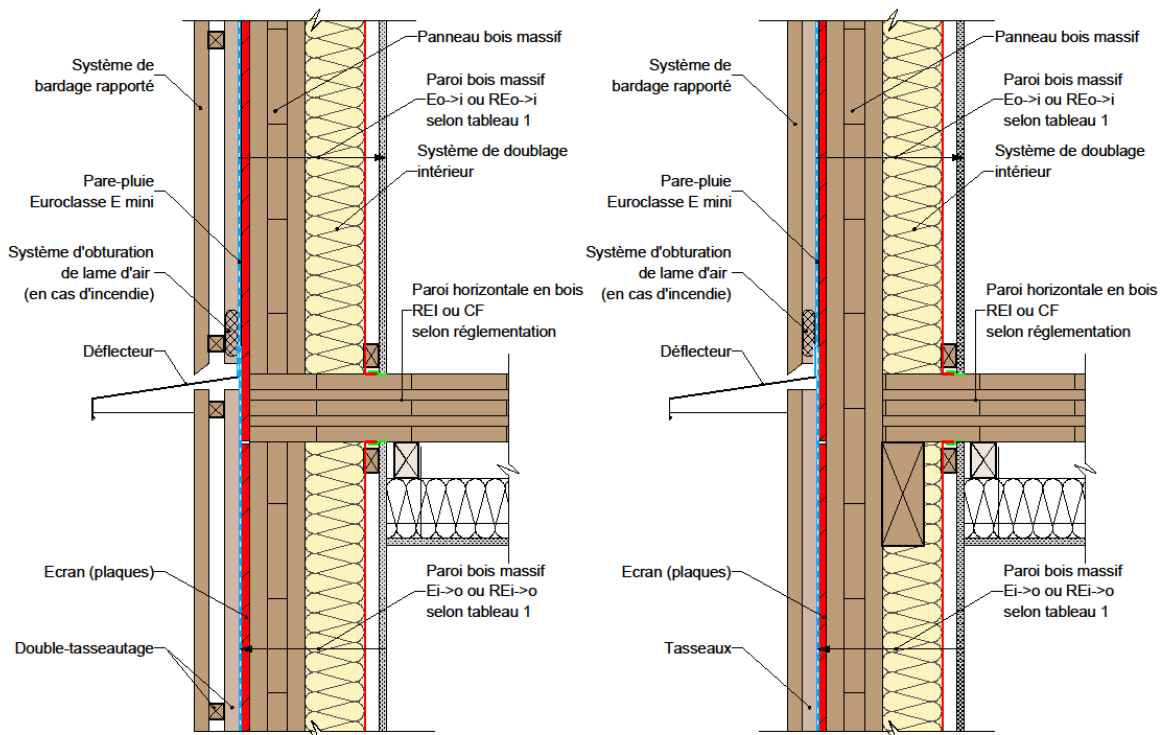 Système de
bardage rapporté
Pare-pluie
Euroclasse E mini
Système d'obturation
de lame d'air
(en cas d'incendie)
Déflecteur
Ecran (plaques)
Double-tasseautage
Panneau bois massif
Paroi bois massif
Eo->i ou REo->i
selon tableau 1
Système de doublage
intérieur
Paroi horizontale en bois
REI ou CF
selon réglementation
Paroi bois massif
Ei->o ou REi->o
selon tableau 1
Système de
bardage rapporté
Pare-pluie
Euroclasse E mini
Système d'obturation
de lame d'air
(en cas d'incendie)
Déflecteur
Ecran (plaques)
Tasseaux
Panneau bois massif
Paroi bois massif
Eo->i ou REo->i
selon tableau 1
Système de doublage
intérieur
Paroi horizontale en bois
REI ou CF
selon réglementation
Paroi bois massif
Ei->o ou REi->o
selon tableau 1